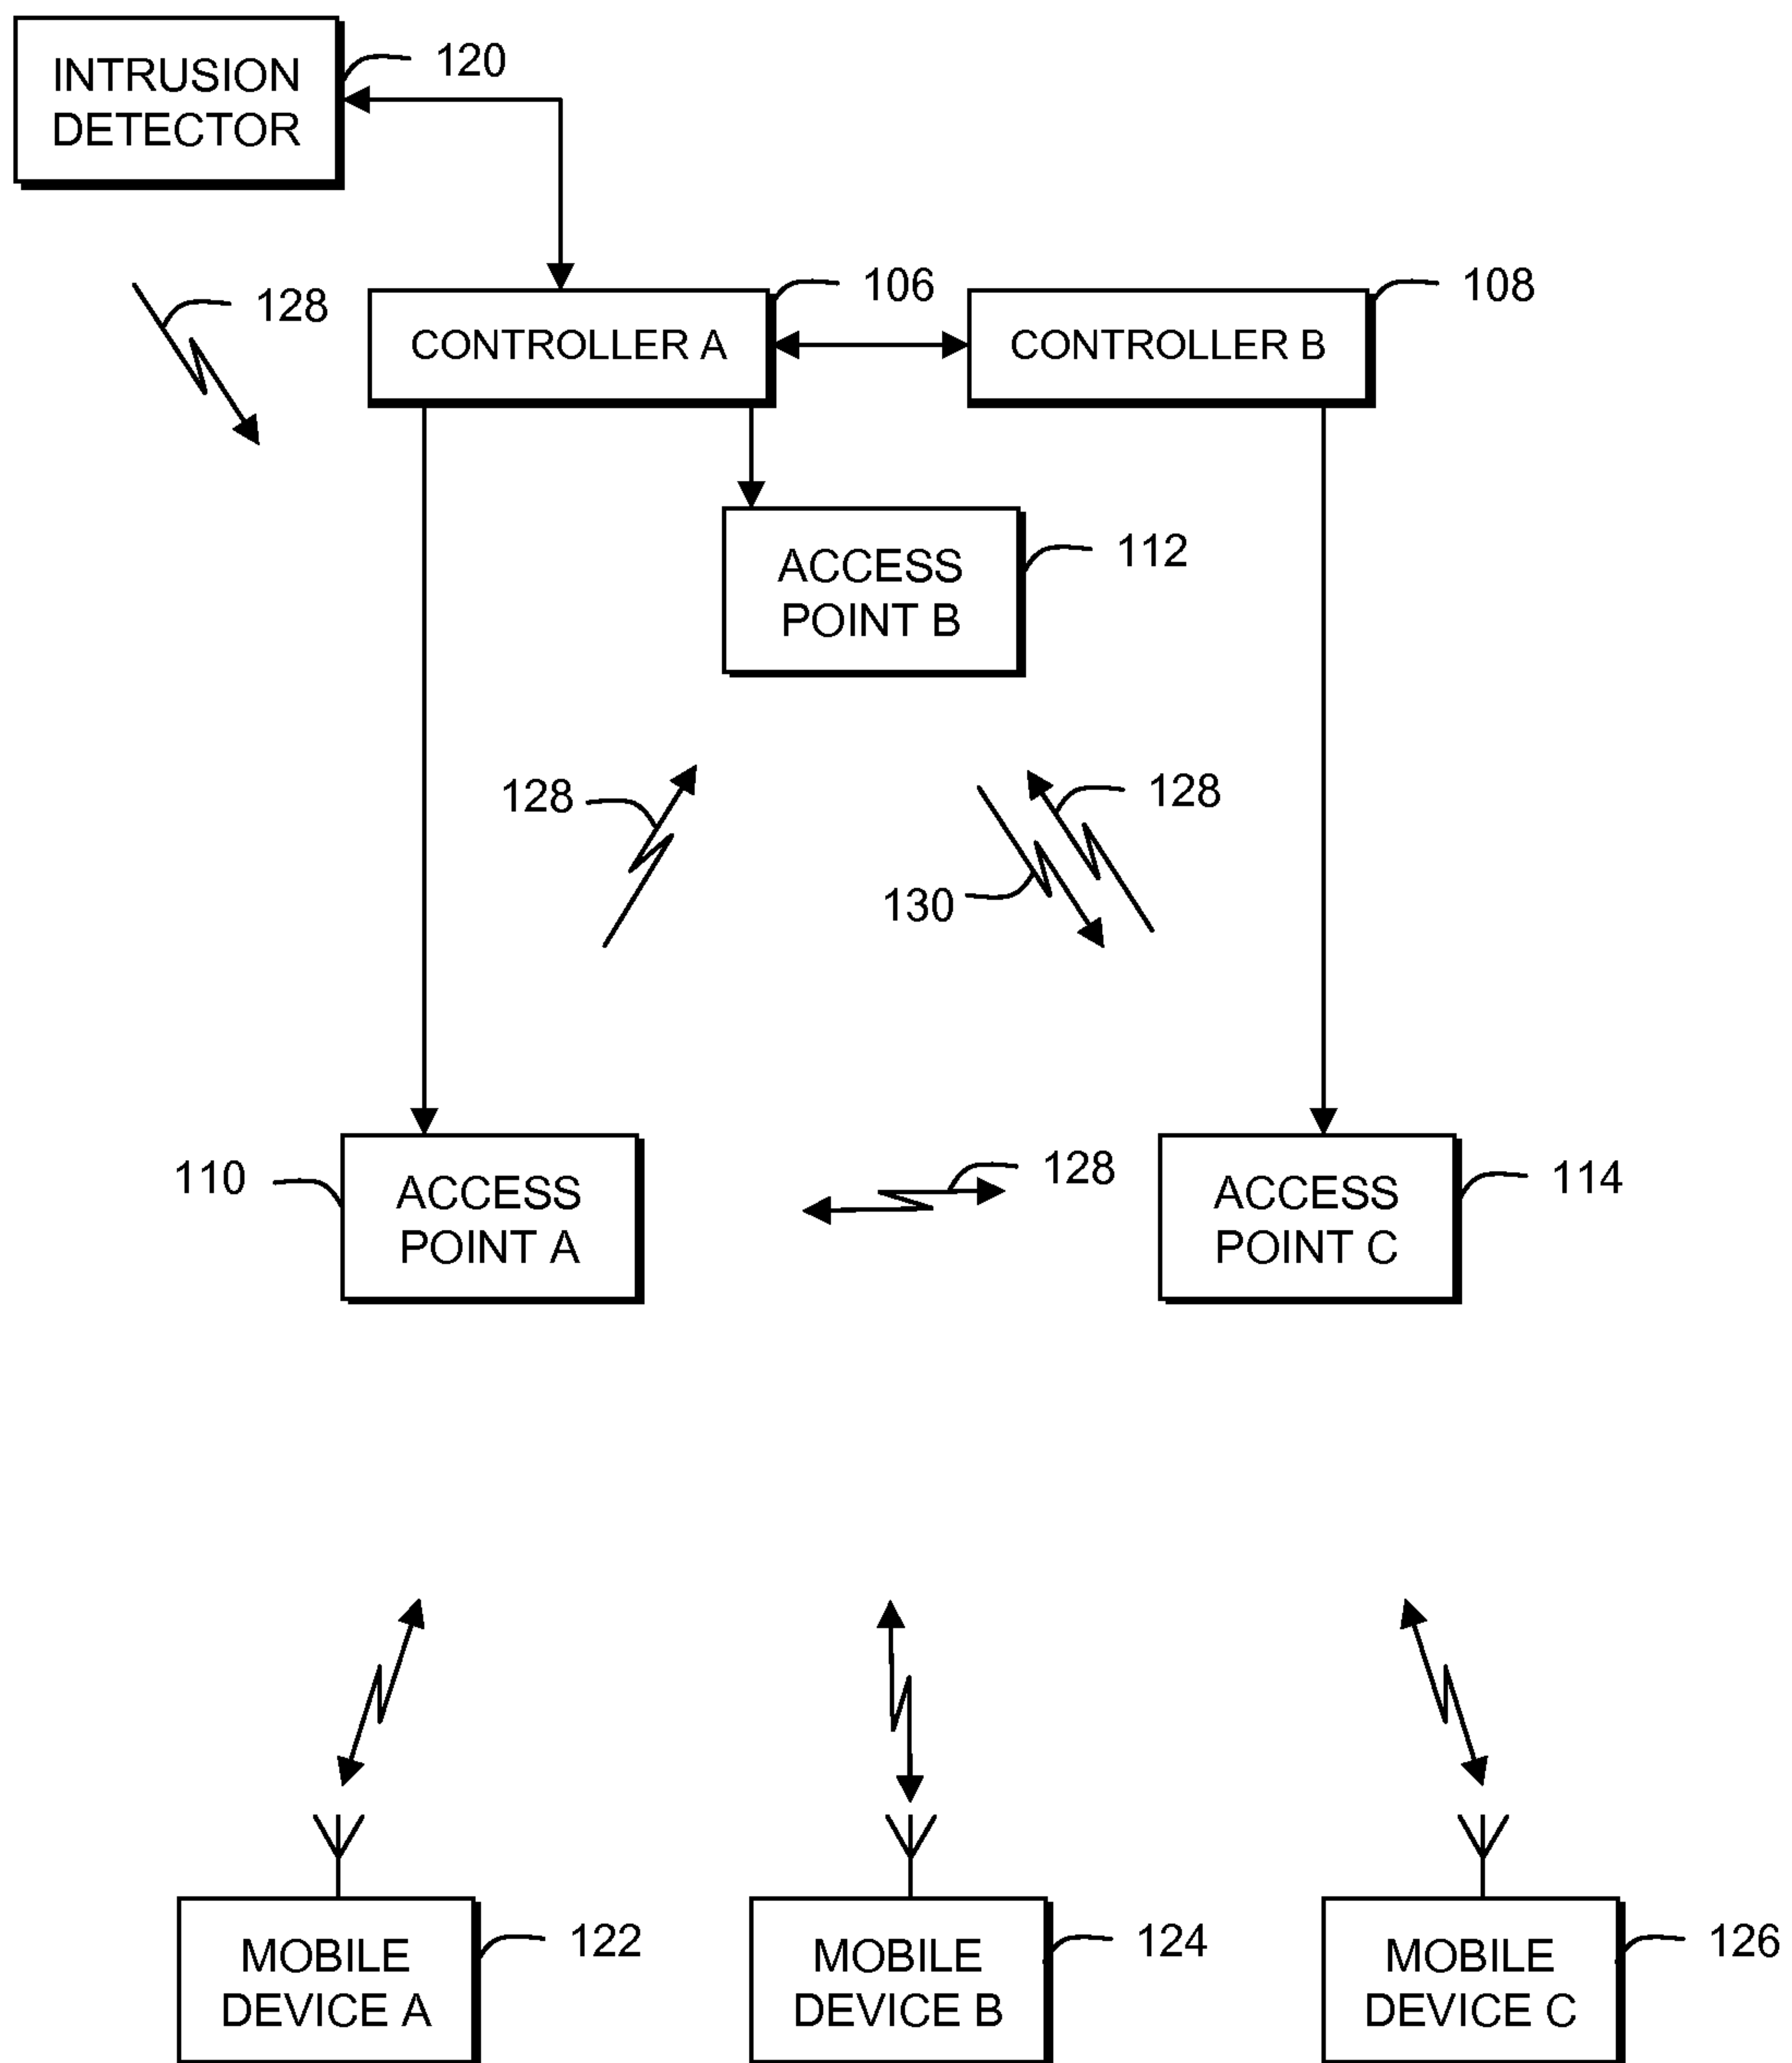 INTRUSION
DETECTOR
120
128
CONTROLLER A
106
CONTROLLER B
108
ACCESS
POINT B
112
128
130
128
110
ACCESS
POINT A
128
ACCESS
POINT C
114
MOBILE
DEVICE A
122
MOBILE
DEVICE B
124
MOBILE
DEVICE C
126